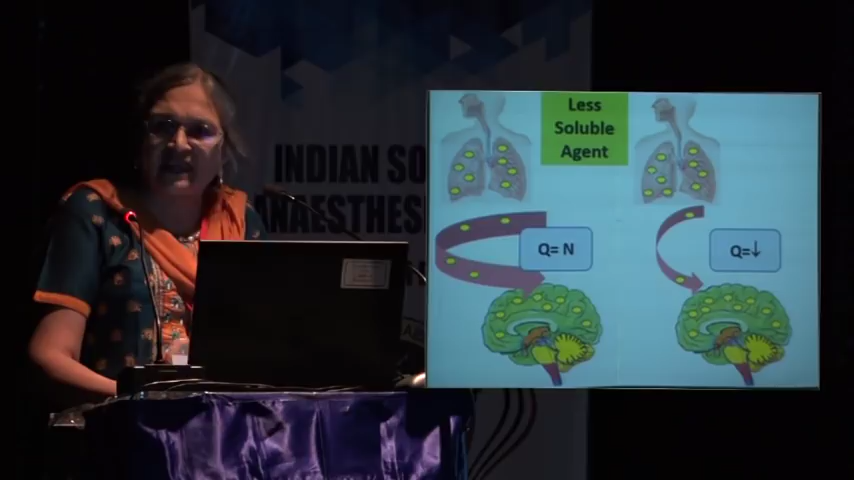 INDIAN SO
ANAESTHES
Less
Soluble
Agent
Q= N
Q=↓